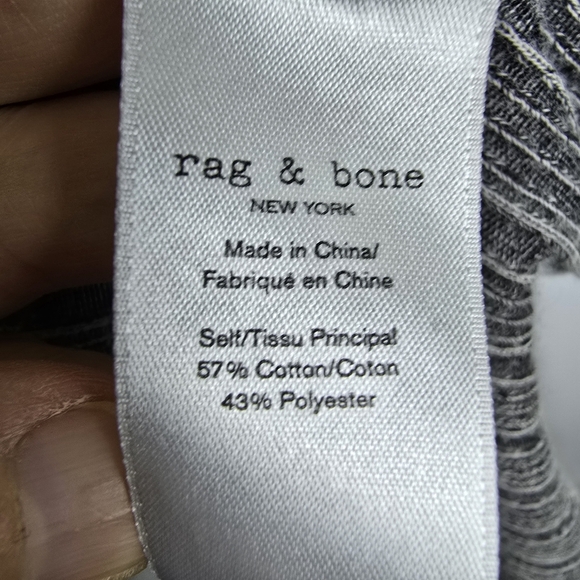 rag & bone
NEW YORK
Made in China/
Fabriqué en Chine
Self/Tissu Principal
57% Cotton/Coton
43% Polyester